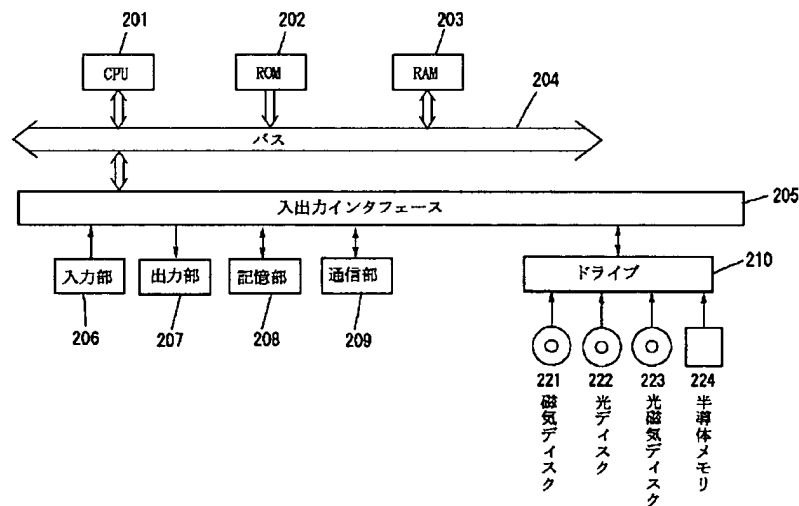 201
202
203
CPU
ROM
RAM
204
バス
205
入出力インタフェース
210
入力部
出力部
記憶部
通信部
ドライブ
206
207
208
209
221
222
223
224
磁気ディスク
光ディスク
光磁気ディスク
半導体メモリ